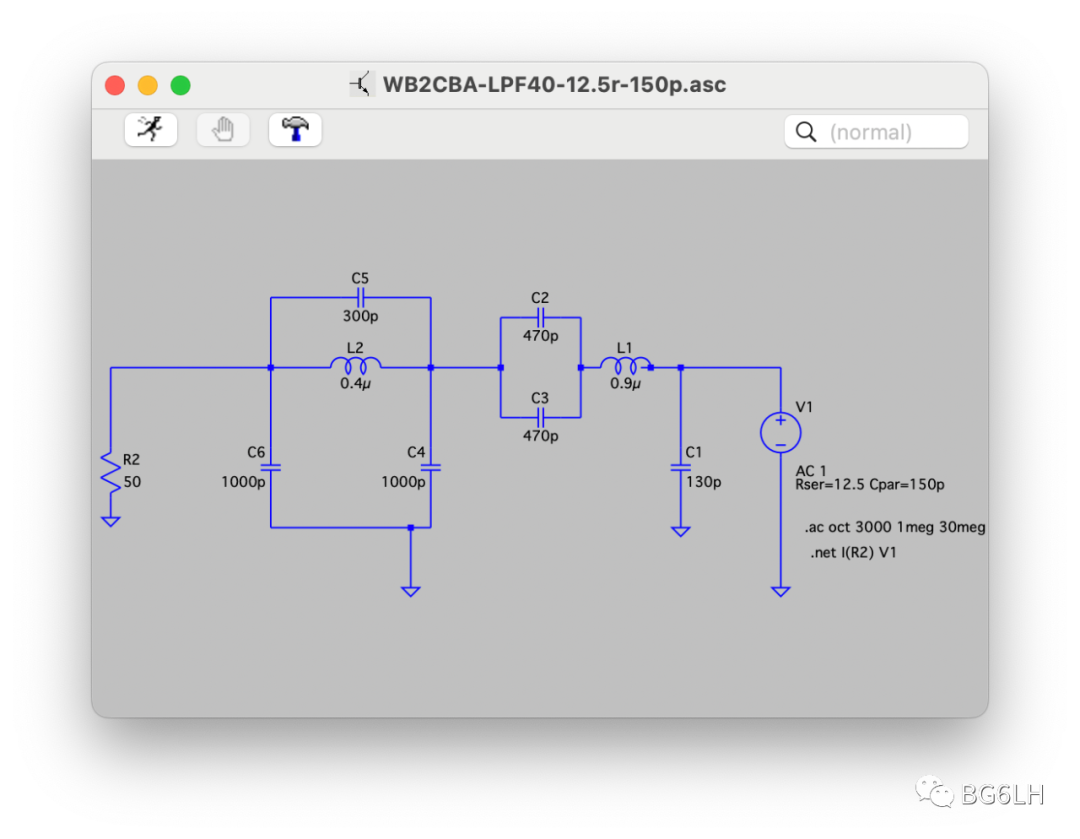 WB2CBA-LPF40-12.5r-150p.asc
(normal)
C5
300p
L2
0.4µ
C2
470p
L1
0.9µ
C3
470p
V1
R2
50
C6
1000p
C4
1000p
C1
130p
AC 1
Rser=12.5 Cpar=150p
.ac oct 3000 1meg 30meg
.net I(R2) V1
BG6LH